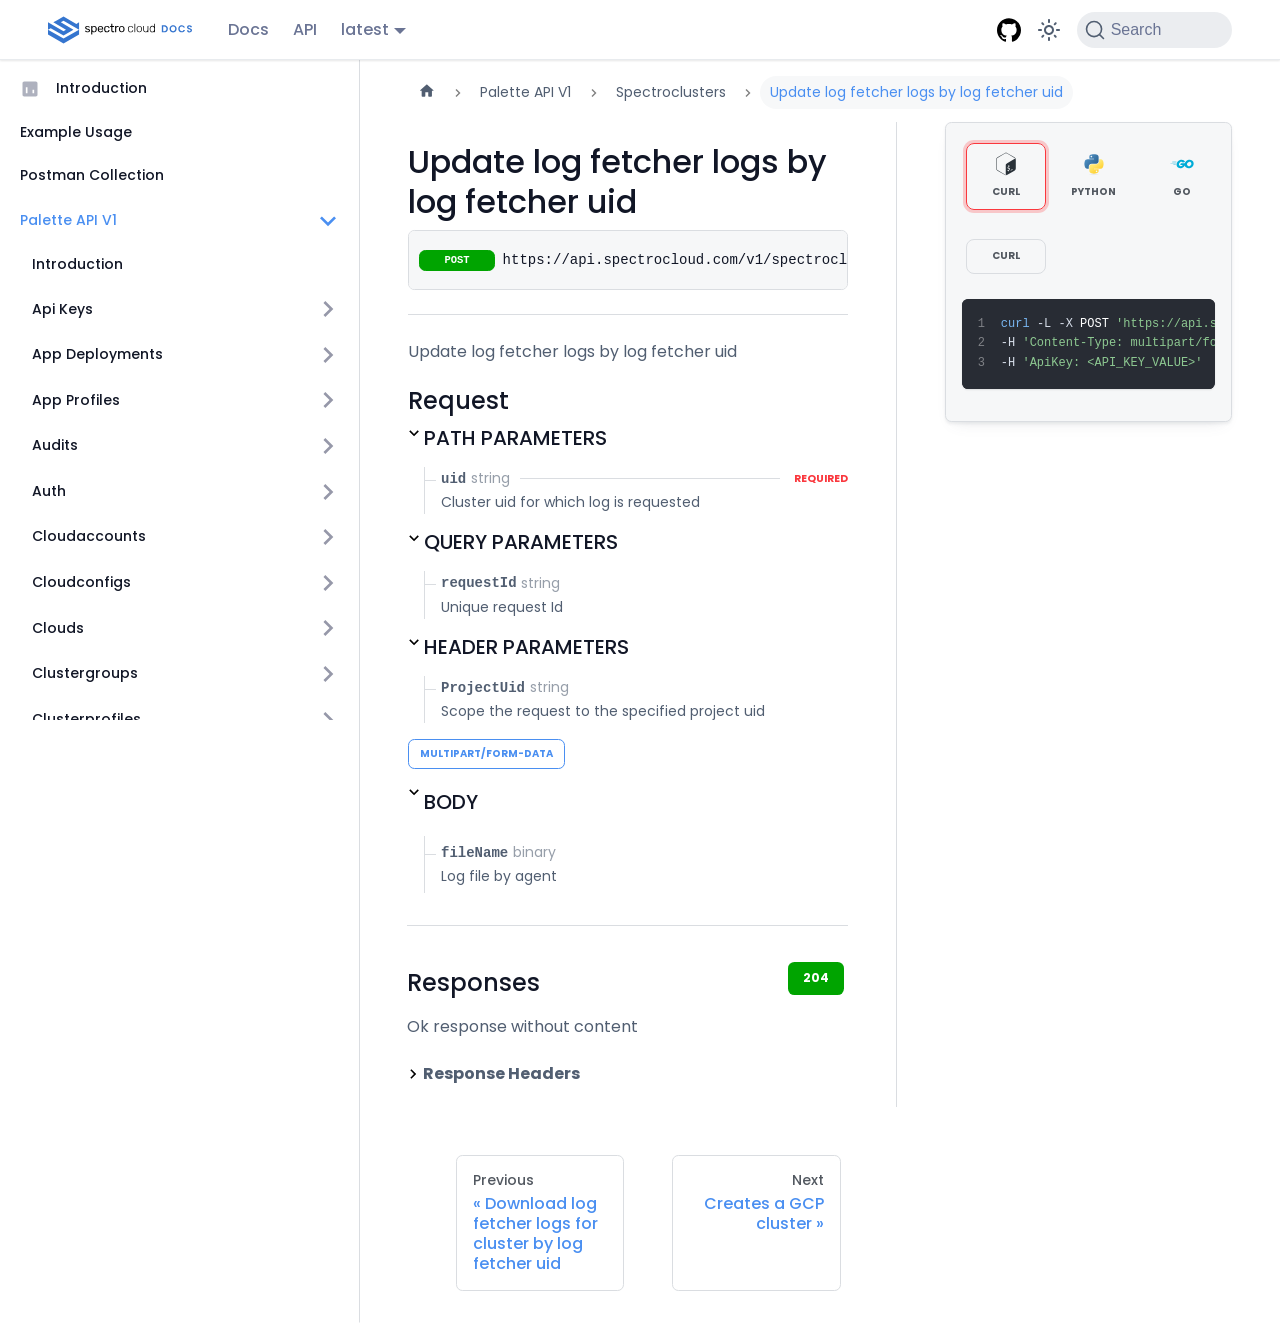 spectro cloud DOCS
Docs
API
latest
Search
Introduction
Example Usage
Postman Collection
Palette API V1
Introduction
Api Keys
App Deployments
App Profiles
Audits
Auth
Cloudaccounts
Cloudconfigs
Clouds
Clustergroups
Clusterprofiles
Palette API V1
Spectroclusters
Update log fetcher logs by log fetcher uid
Update log fetcher logs by
log fetcher uid
POST https://api.spectrocloud.com/v1/spectrocl
Update log fetcher logs by log fetcher uid
Request
PATH PARAMETERS
uid string REQUIRED
Cluster uid for which log is requested
QUERY PARAMETERS
requestId string
Unique request Id
HEADER PARAMETERS
ProjectUid string
Scope the request to the specified project uid
MULTIPART/FORM-DATA
BODY
fileName binary
Log file by agent
Responses
204
Ok response without content
Response Headers
CURL
PYTHON
GO
CURL
1 curl -L -X POST 'https://api.s
2 -H 'Content-Type: multipart/fo
3 -H 'ApiKey: <API_KEY_VALUE>'
Previous
« Download log
fetcher logs for
cluster by log
fetcher uid
Next
Creates a GCP
cluster »